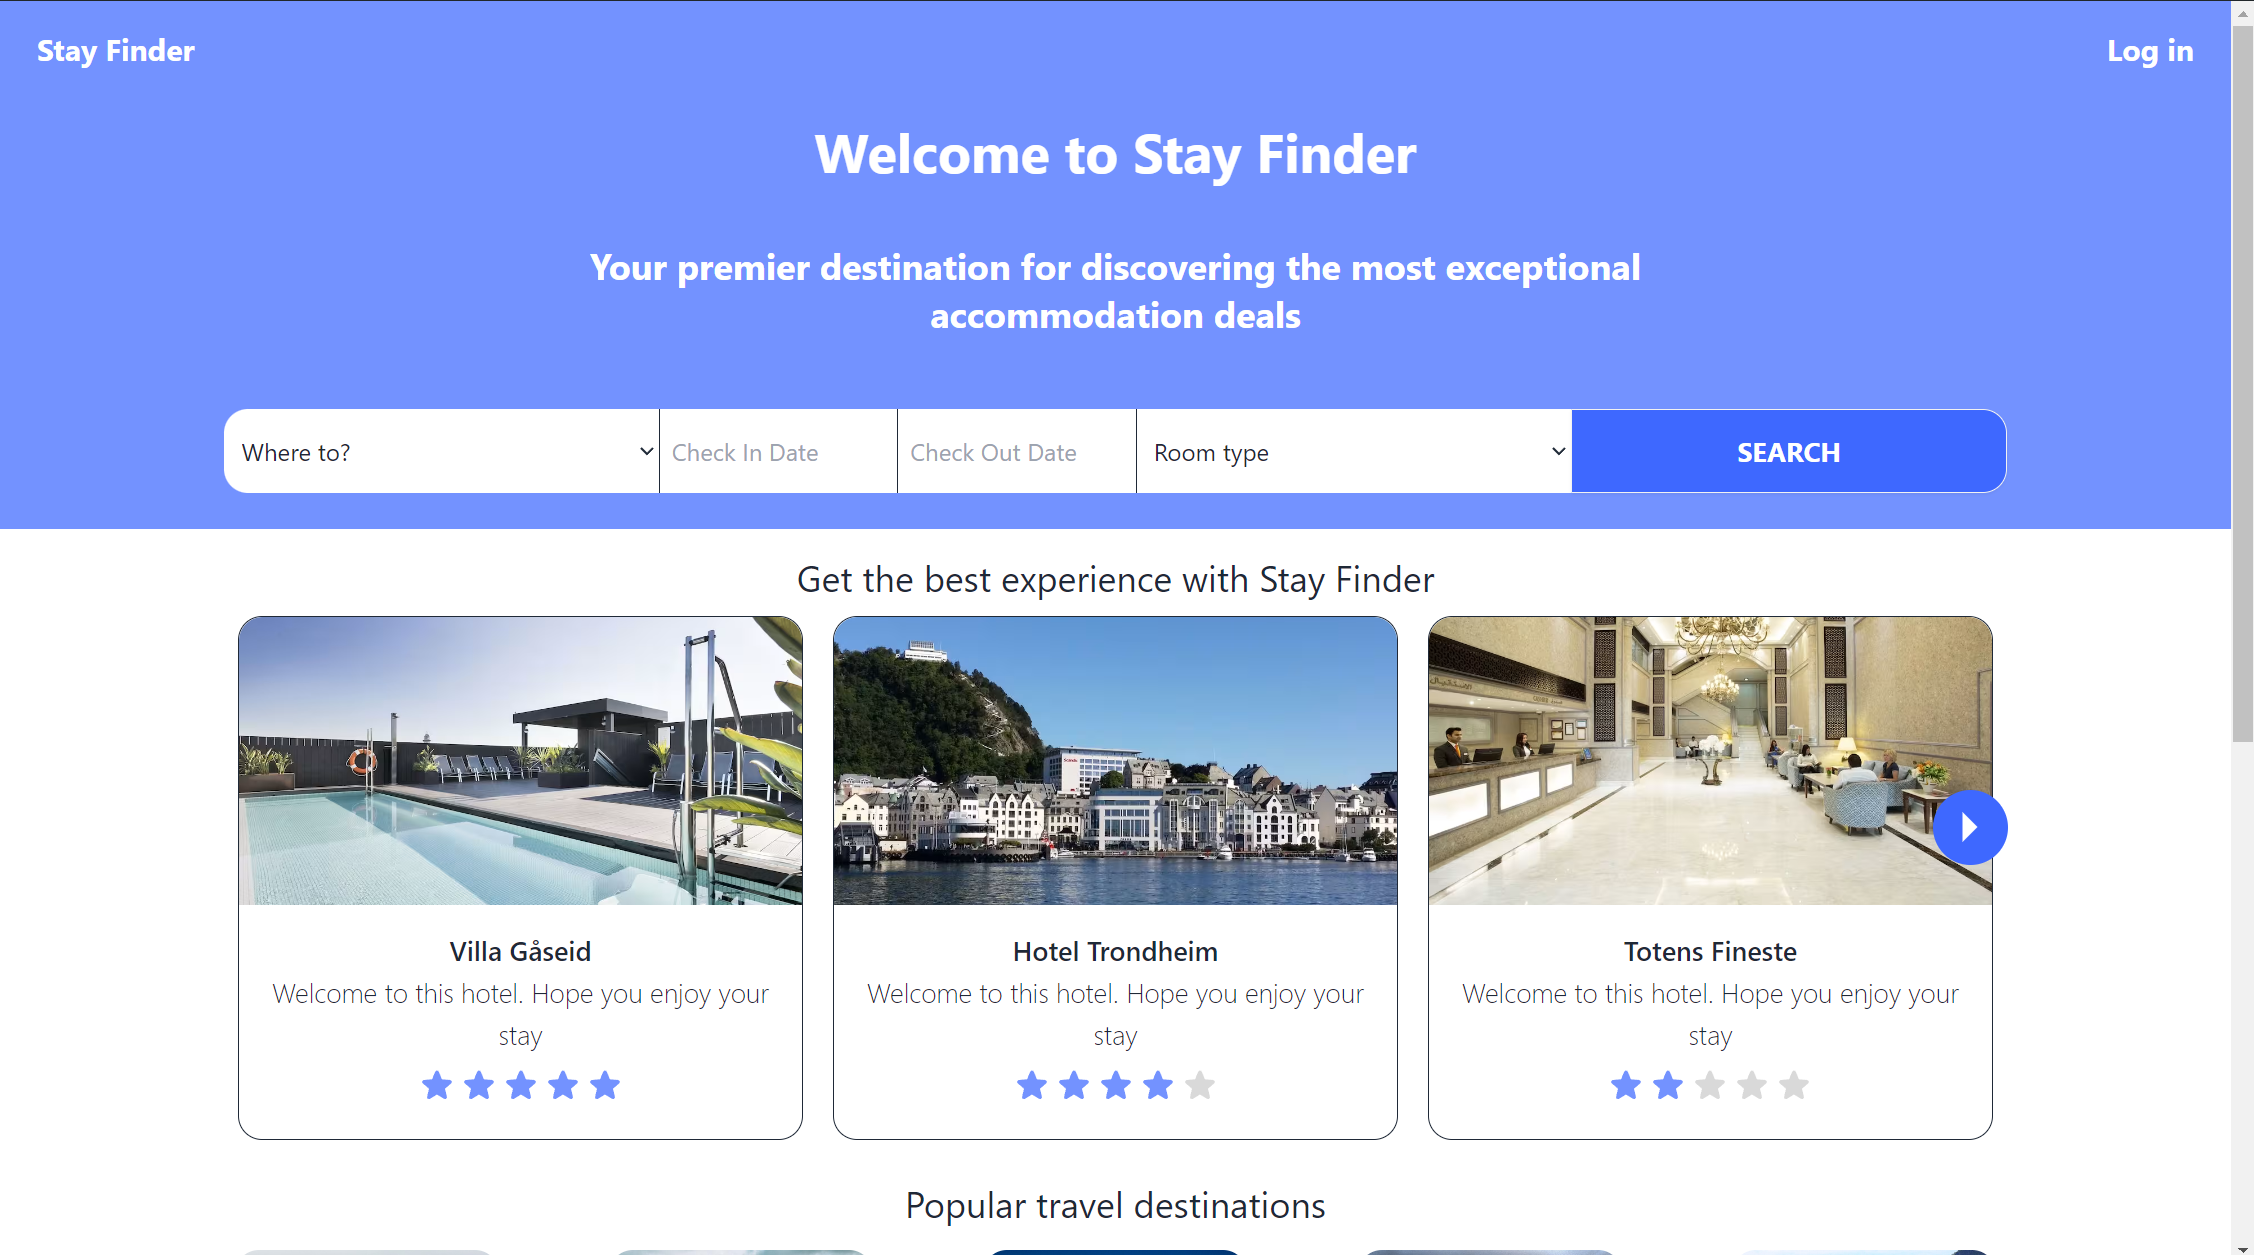 Stay Finder
Log in
Welcome to Stay Finder
Your premier destination for discovering the most exceptional
accommodation deals
Where to?
Check In Date
Check Out Date
Room type
SEARCH
Get the best experience with Stay Finder
Villa Gåseid
Welcome to this hotel. Hope you enjoy your
stay
Hotel Trondheim
Welcome to this hotel. Hope you enjoy your
stay
Totens Fineste
Welcome to this hotel. Hope you enjoy your
stay
Popular travel destinations